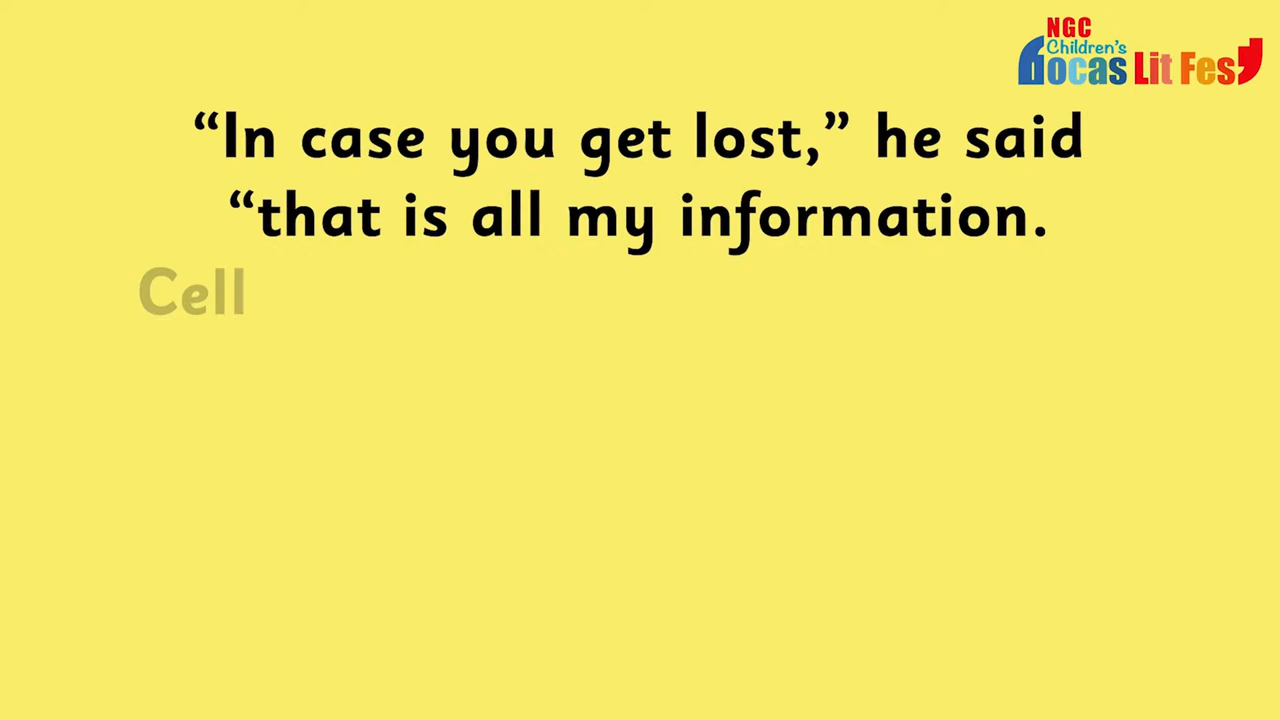 NGC
Children's
bocas Lit Fest
“In case you get lost,” he said
“that is all my information.
Cell